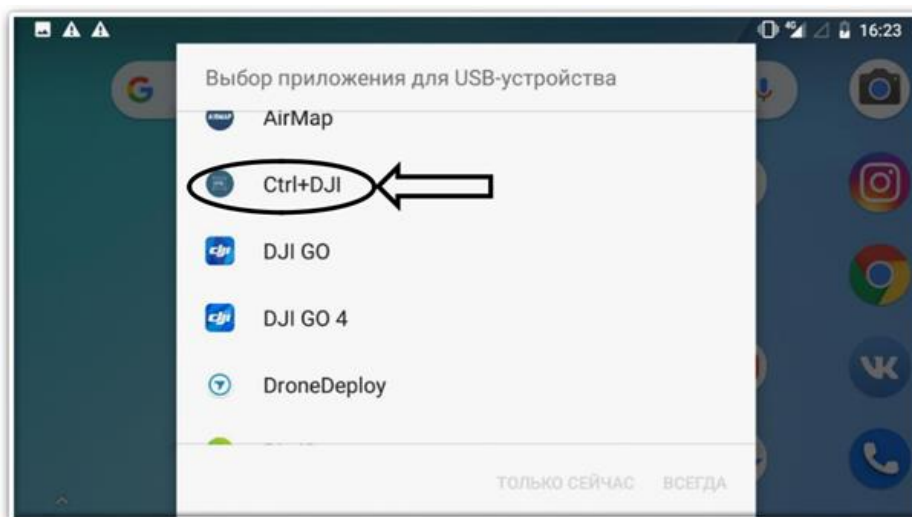 4G 16:23
Выбор приложения для USB-устройства
AirMap
Ctrl+DJI
DJI GO
DJI GO 4
DroneDeploy
ТОЛЬКО СЕЙЧАС ВСЕГДА